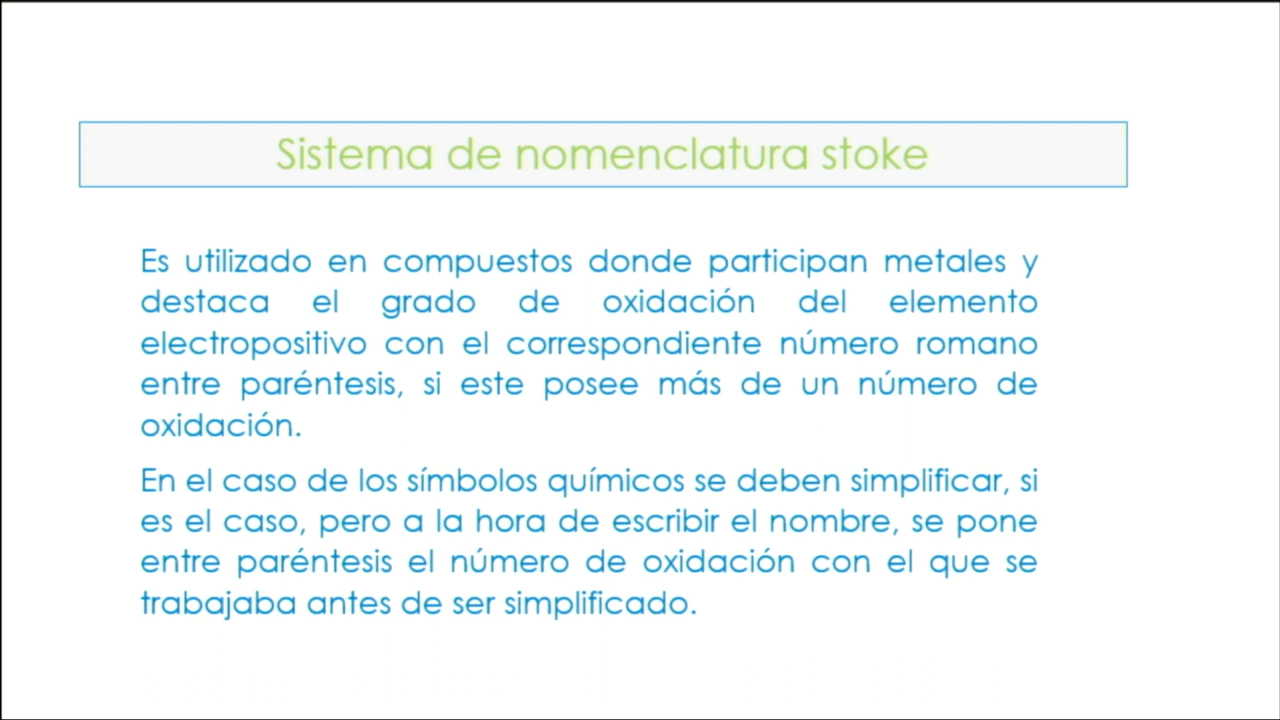 Sistema de nomenclatura stoke
Es utilizado en compuestos donde participan metales y
destaca el grado de oxidación del elemento
electropositivo con el correspondiente número romano
entre paréntesis, si este posee más de un número de
oxidación.
En el caso de los símbolos químicos se deben simplificar, si
es el caso, pero a la hora de escribir el nombre, se pone
entre paréntesis el número de oxidación con el que se
trabajaba antes de ser simplificado.